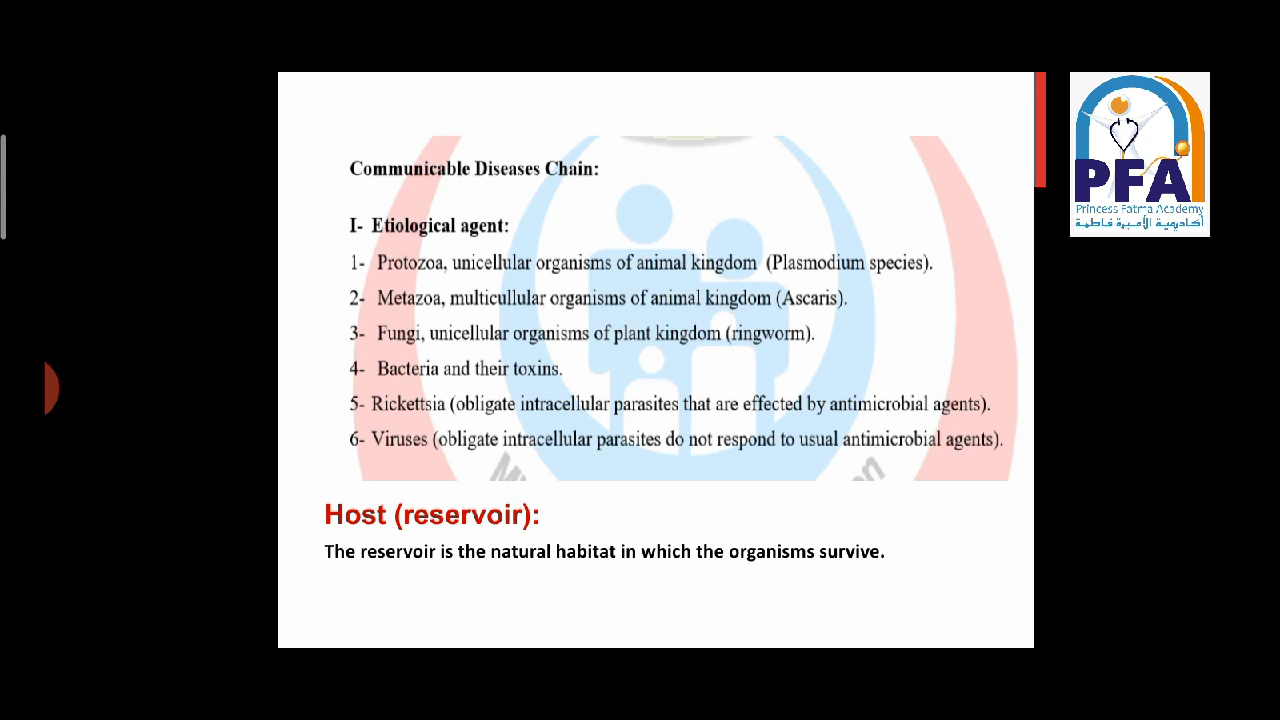 Communicable Diseases Chain:
I- Etiological agent:
1- Protozoa, unicellular organisms of animal kingdom (Plasmodium species).
2- Metazoa, multicullular organisms of animal kingdom (Ascaris).
3- Fungi, unicellular organisms of plant kingdom (ringworm).
4- Bacteria and their toxins.
5- Rickettsia (obligate intracellular parasites that are effected by antimicrobial agents).
6- Viruses (obligate intracellular parasites do not respond to usual antimicrobial agents).
Host (reservoir):
The reservoir is the natural habitat in which the organisms survive.
PFA
Princess Fatma Academy
أكاديمية الأميرة فاطمة